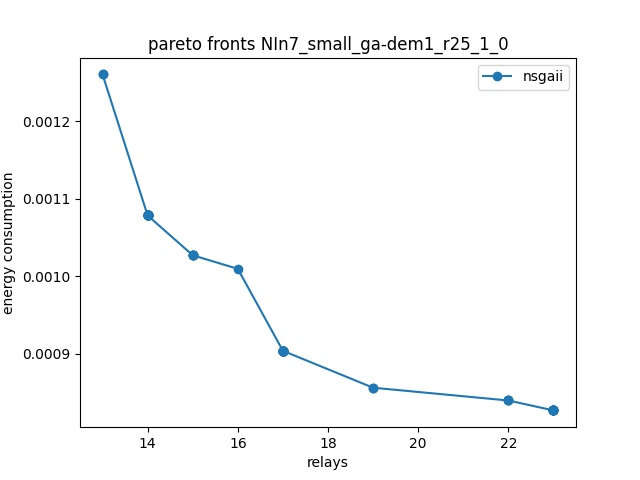 pareto fronts NIn7_small_ga-dem1_r25_1_0
nsgaii
0.0012
0.0011
0.0010
0.0009
energy consumption
14 16 18 20 22
relays